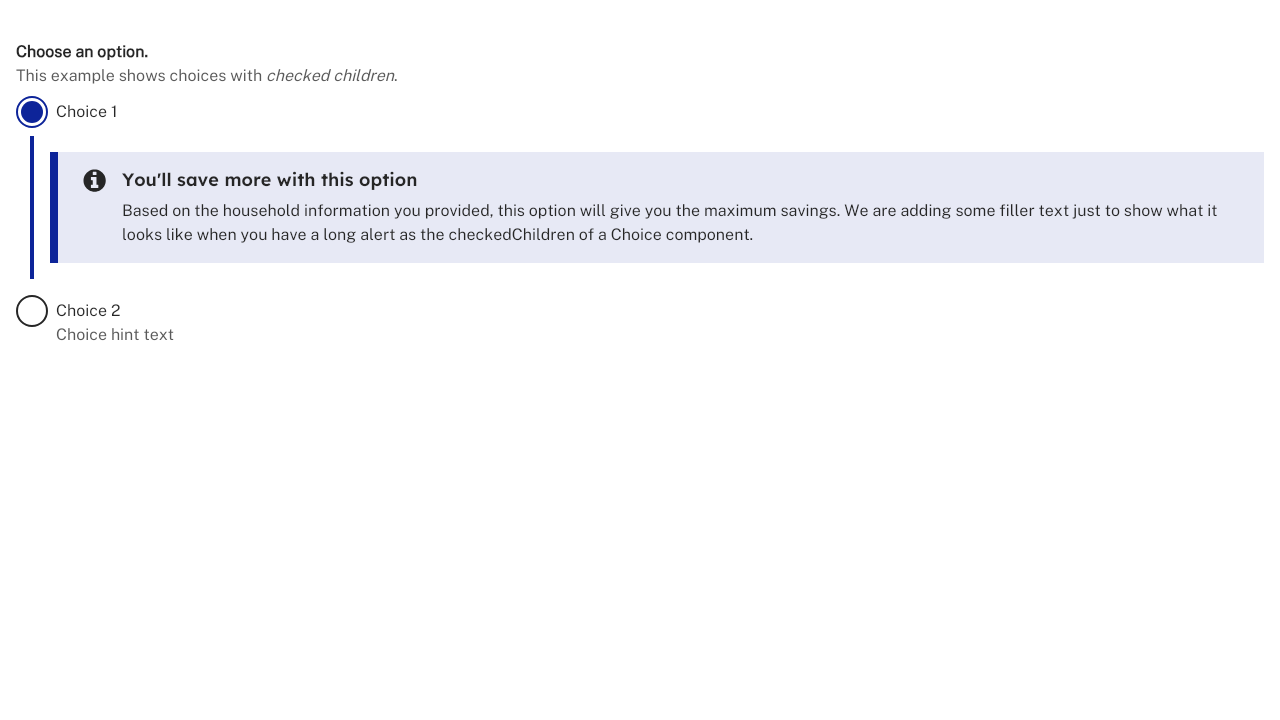 Choose an option.
This example shows choices with checked children.
Choice 1
You'll save more with this option
Based on the household information you provided, this option will give you the maximum savings. We are adding some filler text just to show what it
looks like when you have a long alert as the checkedChildren of a Choice component.
Choice 2
Choice hint text